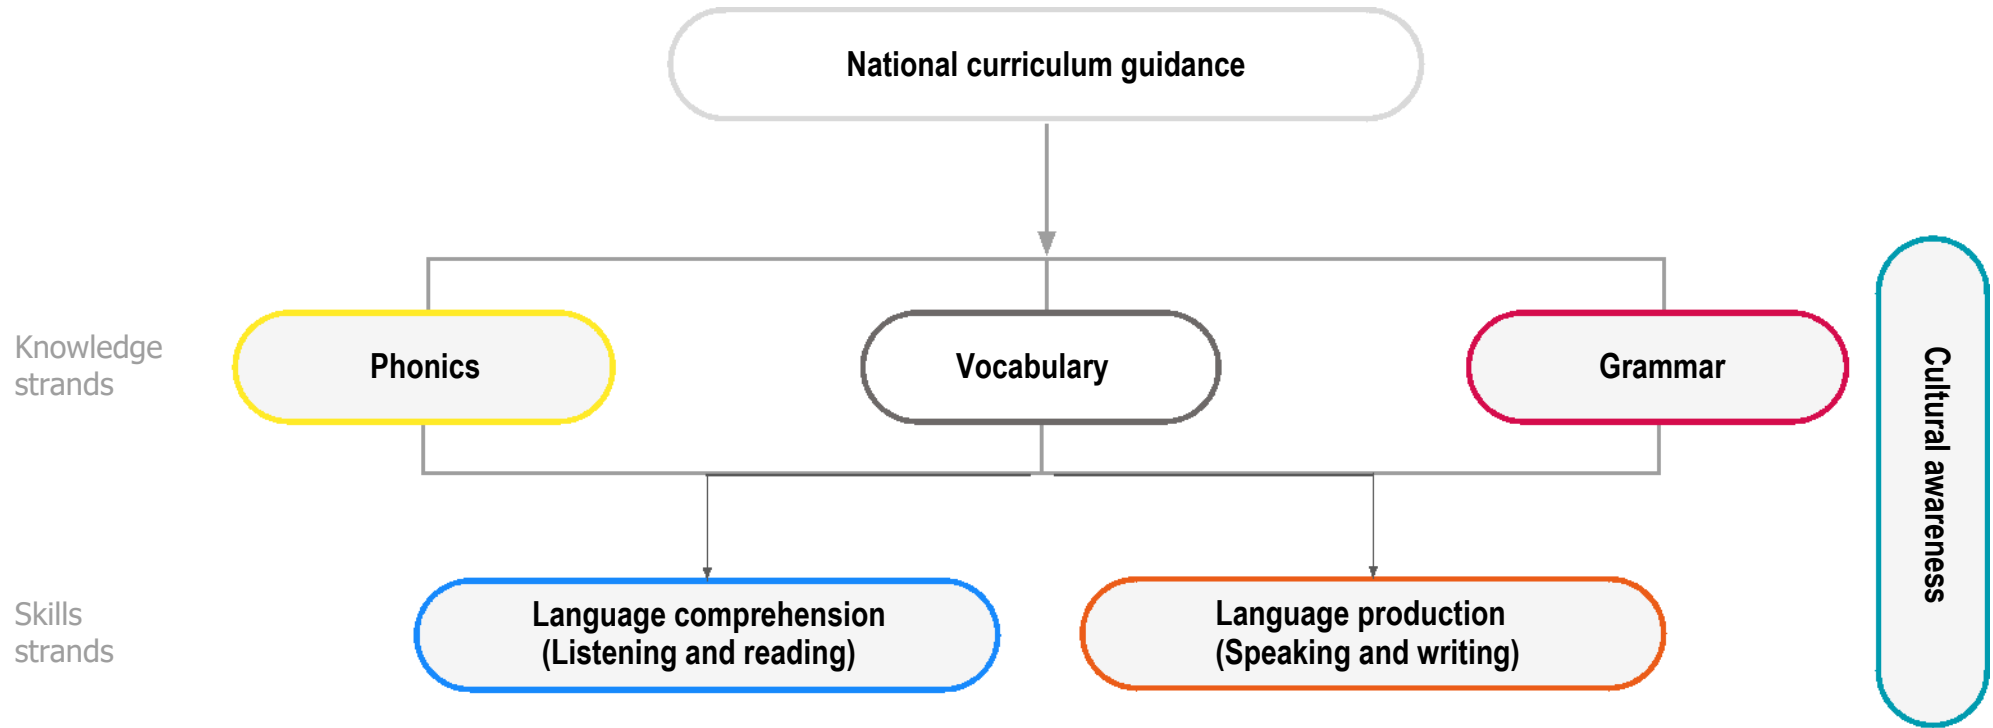 National curriculum guidance
Knowledge
strands
Phonics
Vocabulary
Grammar
Cultural awareness
Skills
strands
Language comprehension
(Listening and reading)
Language production
(Speaking and writing)